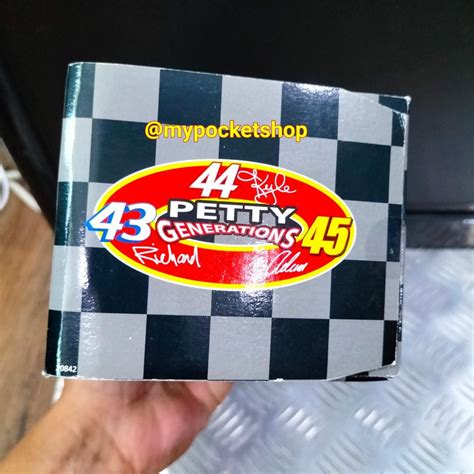 @mypocketshop
44 Kyle
43 PETTY 45
GENERATIONS
Richard Adam
20842